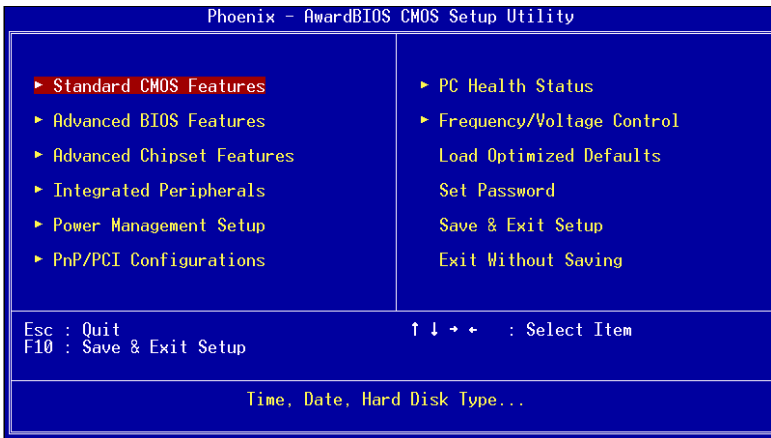 Phoenix - AwardBIOS CMOS Setup Utility
► Standard CMOS Features
► Advanced BIOS Features
► Advanced Chipset Features
► Integrated Peripherals
► Power Management Setup
► PnP/PCI Configurations
► PC Health Status
► Frequency/Voltage Control
Load Optimized Defaults
Set Password
Save & Exit Setup
Exit Without Saving
Esc : Quit
F10 : Save & Exit Setup
↑ ↓ → ← : Select Item
Time, Date, Hard Disk Type...